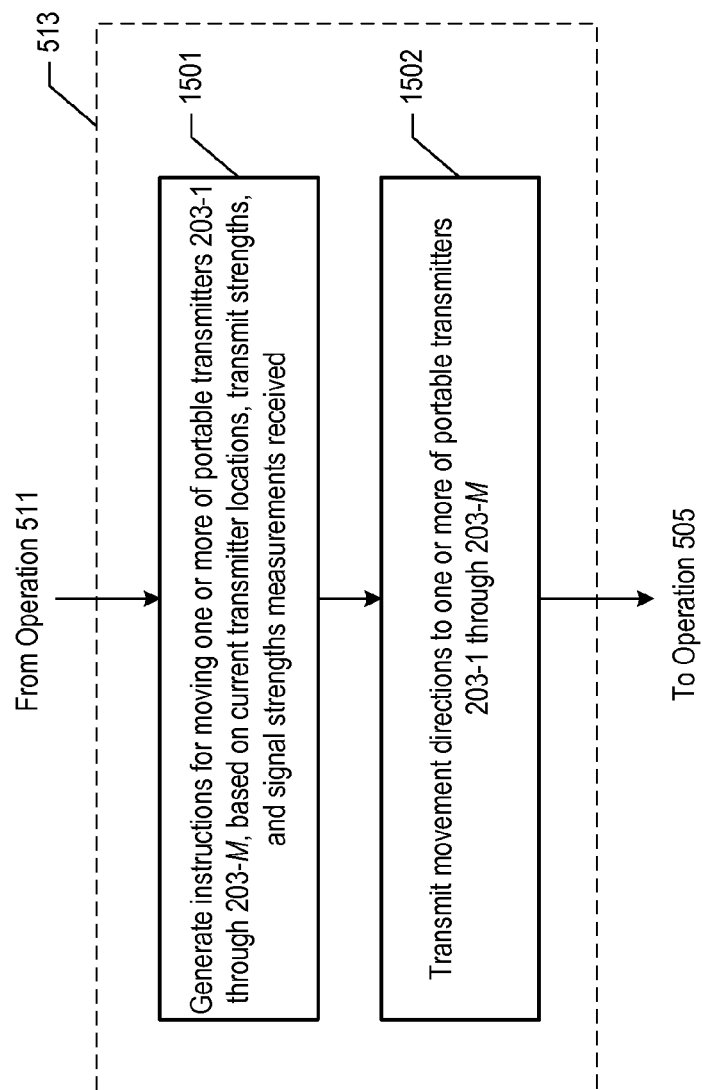 From Operation 511
513
1501
Generate instructions for moving one or more of portable transmitters 203-1
through 203-M, based on current transmitter locations, transmit strengths,
and signal strengths measurements received
1502
Transmit movement directions to one or more of portable transmitters
203-1 through 203-M
To Operation 505